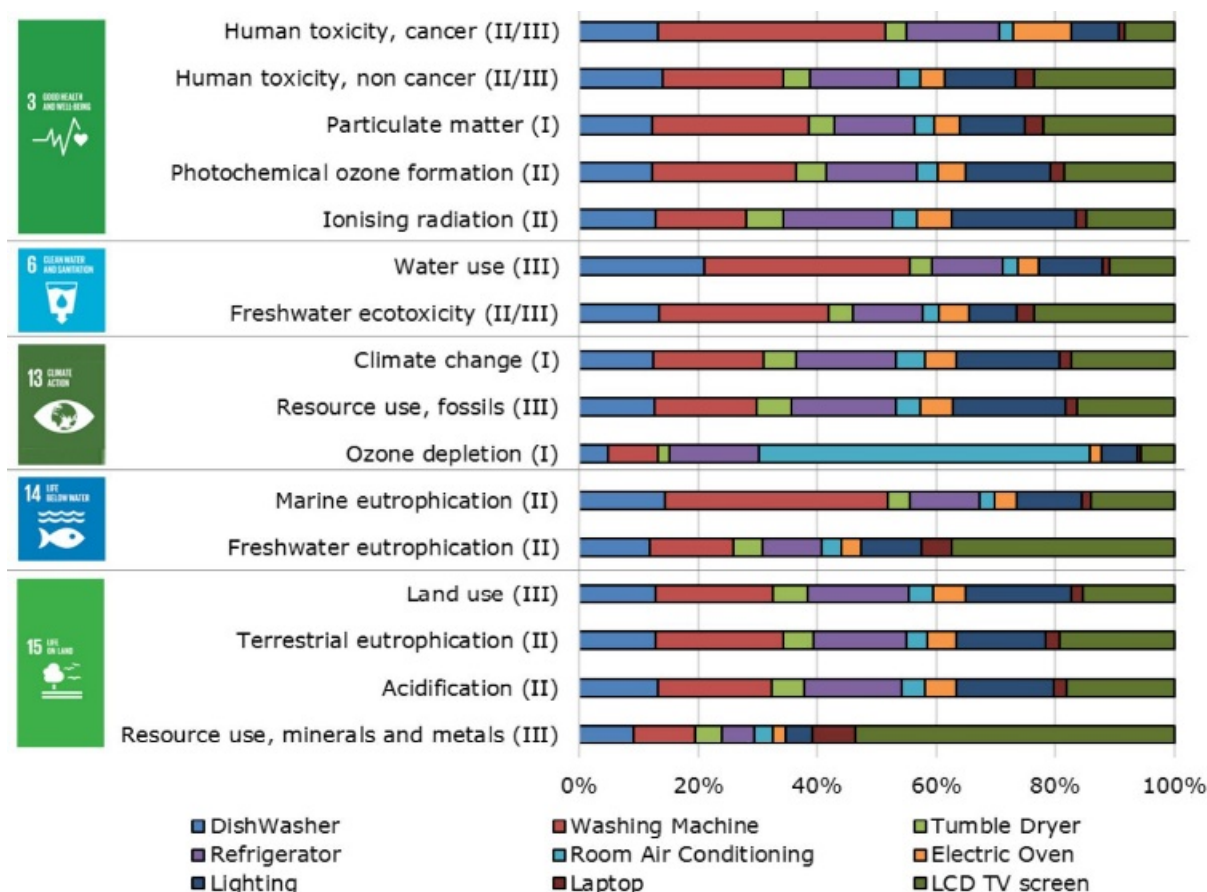 Human toxicity, cancer (II/III)
3 GOOD HEALTH
AND WELL-BEING
Human toxicity, non cancer (II/III)
Particulate matter (I)
Photochemical ozone formation (II)
Ionising radiation (II)
6 CLEAN WATER
AND SANITATION
Water use (III)
Freshwater ecotoxicity (II/III)
13 CLIMATE
ACTION
Climate change (I)
Resource use, fossils (III)
Ozone depletion (I)
14 LIFE
BELOW WATER
Marine eutrophication (II)
Freshwater eutrophication (II)
15 LIFE
ON LAND
Land use (III)
Terrestrial eutrophication (II)
Acidification (II)
Resource use, minerals and metals (III)
0% 20% 40% 60% 80% 100%
DishWasher Washing Machine Tumble Dryer
Refrigerator Room Air Conditioning Electric Oven
Lighting Laptop LCD TV screen